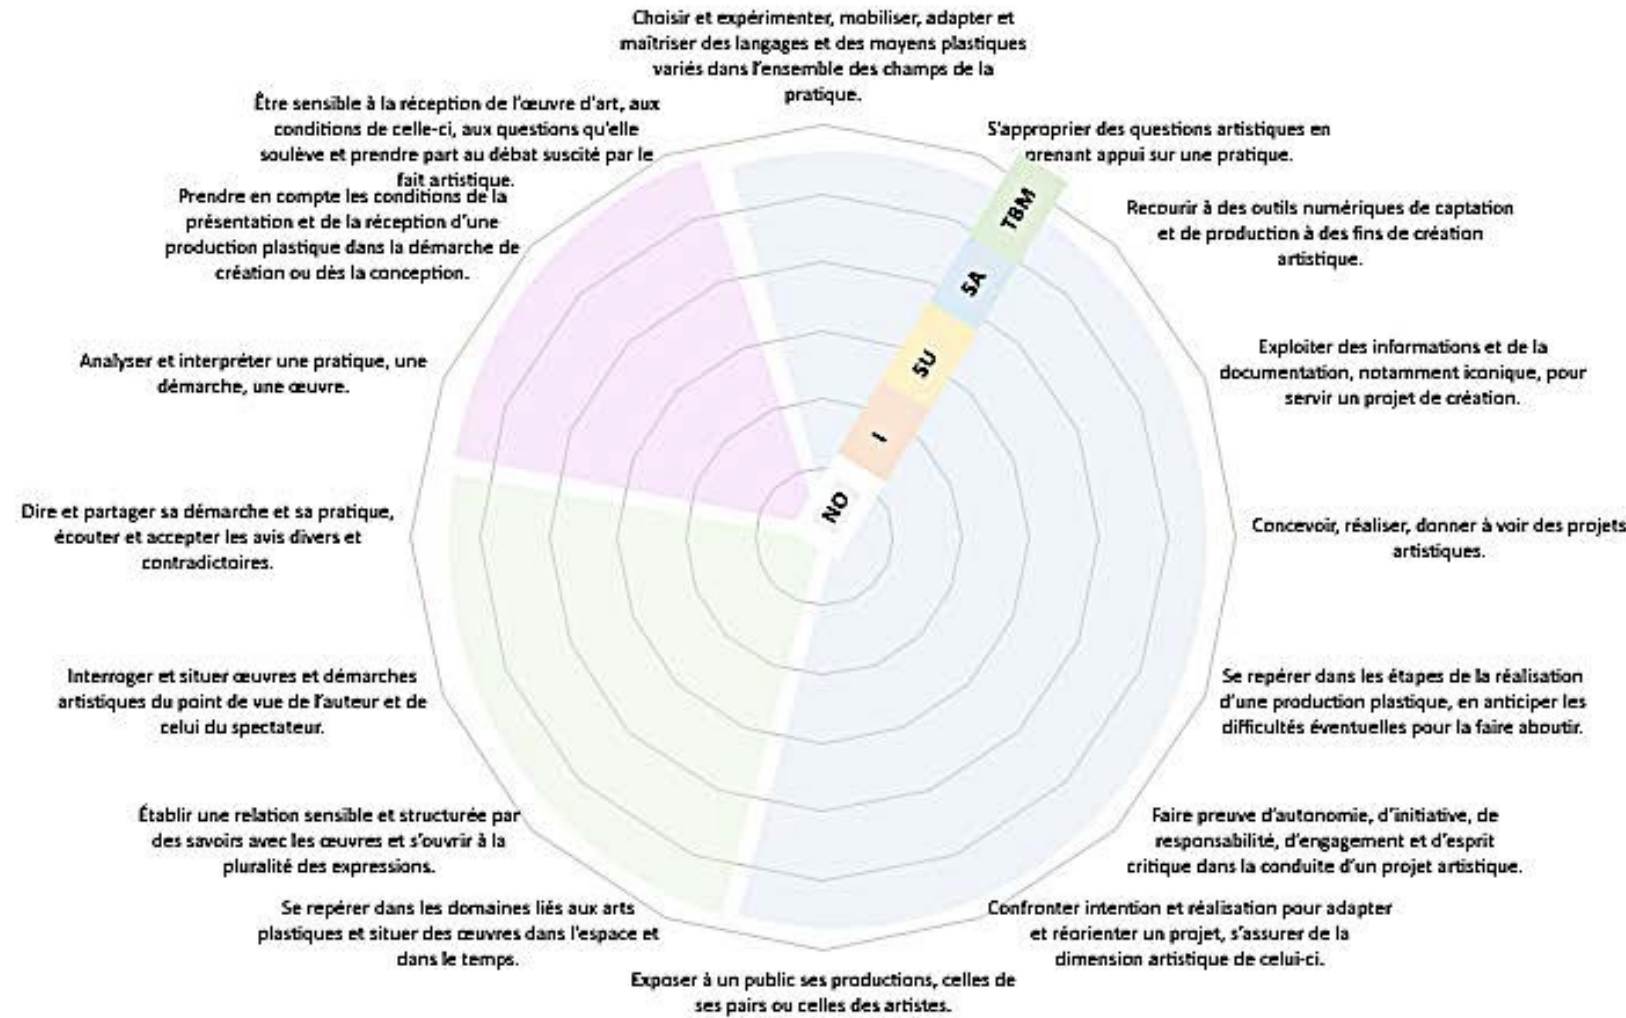 Choisir et expérimenter, mobiliser, adapter et
maîtriser des langages et des moyens plastiques
variés dans l'ensemble des champs de la
pratique.
S'approprier des questions artistiques en
prenant appui sur une pratique.
Recourir à des outils numériques de captation
et de production à des fins de création
artistique.
Exploiter des informations et de la
documentation, notamment iconique, pour
servir un projet de création.
Concevoir, réaliser, donner à voir des projets
artistiques.
Se repérer dans les étapes de la réalisation
d'une production plastique, en anticiper les
difficultés éventuelles pour la faire aboutir.
Faire preuve d'autonomie, d'initiative, de
responsabilité, d'engagement et d'esprit
critique dans la conduite d'un projet artistique.
Confronter intention et réalisation pour adapter
et réorienter un projet, s'assurer de la
dimension artistique de celui-ci.
Exposer à un public ses productions, celles de
ses pairs ou celles des artistes.
Se repérer dans les domaines liés aux arts
plastiques et situer des œuvres dans l'espace et
dans le temps.
Établir une relation sensible et structurée par
des savoirs avec les œuvres et s'ouvrir à la
pluralité des expressions.
Interroger et situer œuvres et démarches
artistiques du point de vue de l'auteur et de
celui du spectateur.
Dire et partager sa démarche et sa pratique,
écouter et accepter les avis divers et
contradictoires.
Analyser et interpréter une pratique, une
démarche, une œuvre.
Prendre en compte les conditions de la
présentation et de la réception d'une
production plastique dans la démarche de
création ou dès la conception.
Être sensible à la réception de l'œuvre d'art, aux
conditions de celle-ci, aux questions qu'elle
soulève et prendre part au débat suscité par le
fait artistique.
TBM
SA
SU
I
NO